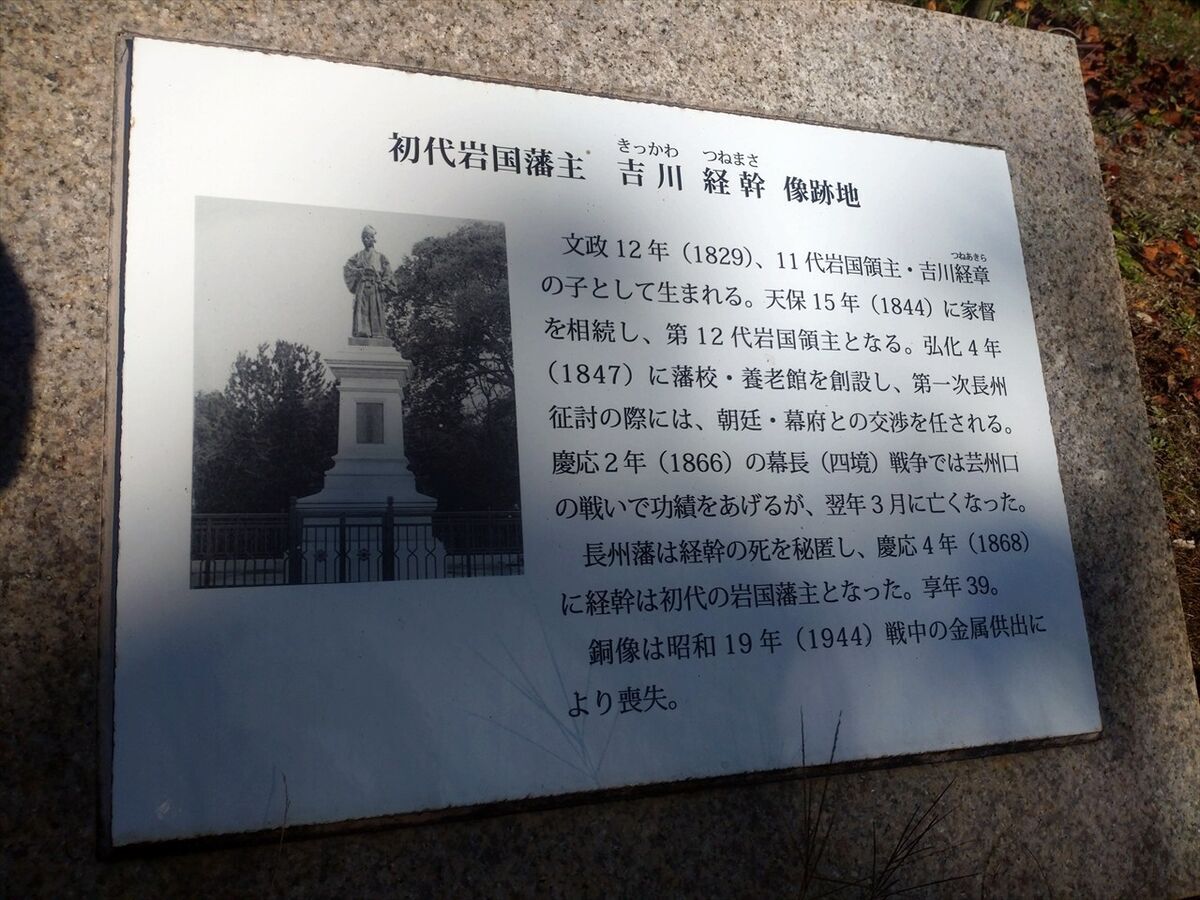 きっかわ つねまさ
初代岩国藩主 吉川 経幹 像跡地
つねあきら
文政12年（1829）、11代岩国領主・吉川経章
の子として生まれる。天保15年（1844）に家督
を相続し、第12代岩国領主となる。弘化4年
（1847）に藩校・養老館を創設し、第一次長州
征討の際には、朝廷・幕府との交渉を任される。
慶応2年（1866）の幕長（四境）戦争では芸州口
の戦いで功績をあげるが、翌年3月に亡くなった。
長州藩は経幹の死を秘匿し、慶応4年（1868）
に経幹は初代の岩国藩主となった。享年39。
銅像は昭和19年（1944）戦中の金属供出に
より喪失。